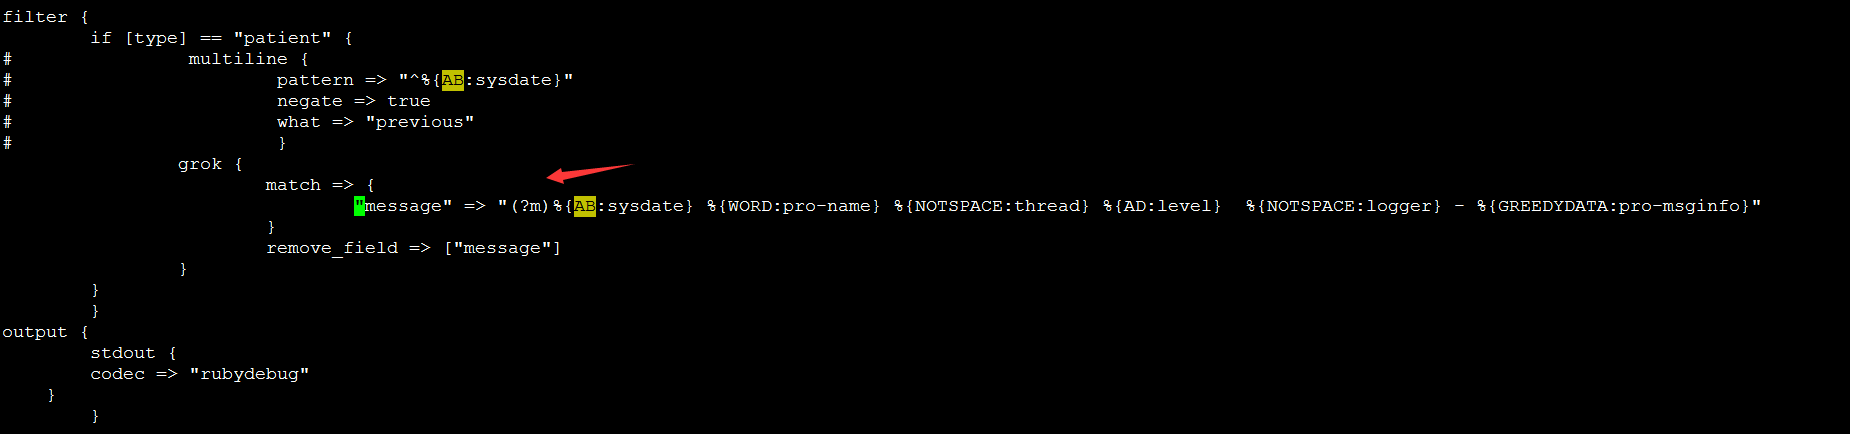 filter {
        if [type] == "patient" {
#                multiline {
#                        pattern => "^%{AB:sysdate}"
#                        negate => true
#                        what => "previous"
#                        }
                grok {
                        match => {
                                "message" => "(?m)%{AB:sysdate} %{WORD:pro-name} %{NOTSPACE:thread} %{AD:level}  %{NOTSPACE:logger} - %{GREEDYDATA:pro-msginfo}"
                        }
                        remove_field => ["message"]
                }
        }
        }
output {
        stdout {
        codec => "rubydebug"
    }
        }